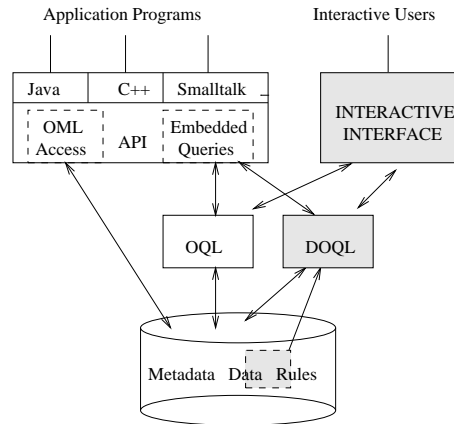 Application Programs
Interactive Users
Java C++ Smalltalk
OML Access
API
Embedded Queries
INTERACTIVE
INTERFACE
OQL
DOQL
Metadata Data Rules